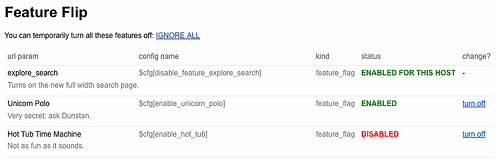 Feature Flip
You can temporarily turn all these features off: IGNORE ALL
url param config name kind status change?
explore_search $cfg[disable_feature_explore_search] feature_flag ENABLED FOR THIS HOST -
Turns on the new full width search page.
Unicorn Polo $cfg[enable_unicorn_polo] feature_flag ENABLED turn off
Very secret; ask Dunstan.
Hot Tub Time Machine $cfg[enable_hot_tub] feature_flag DISABLED turn off
Not as fun as it sounds.